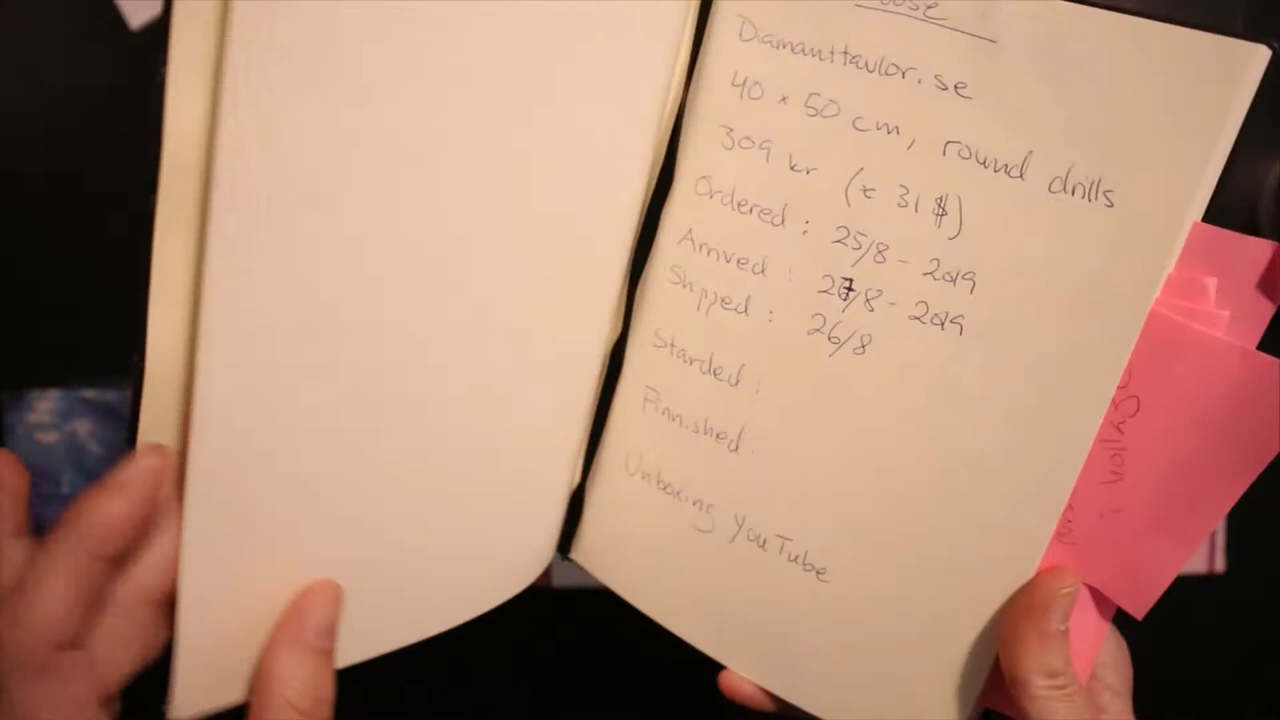 Diamanttavlor.se
40 x 50 cm, round drills
309 kr (≈ 31$)
Ordered : 25/8 - 2019
Arrived : 27/8 - 2019
Shipped : 26/8
Starded :
Finnished
Unboxing YouTube